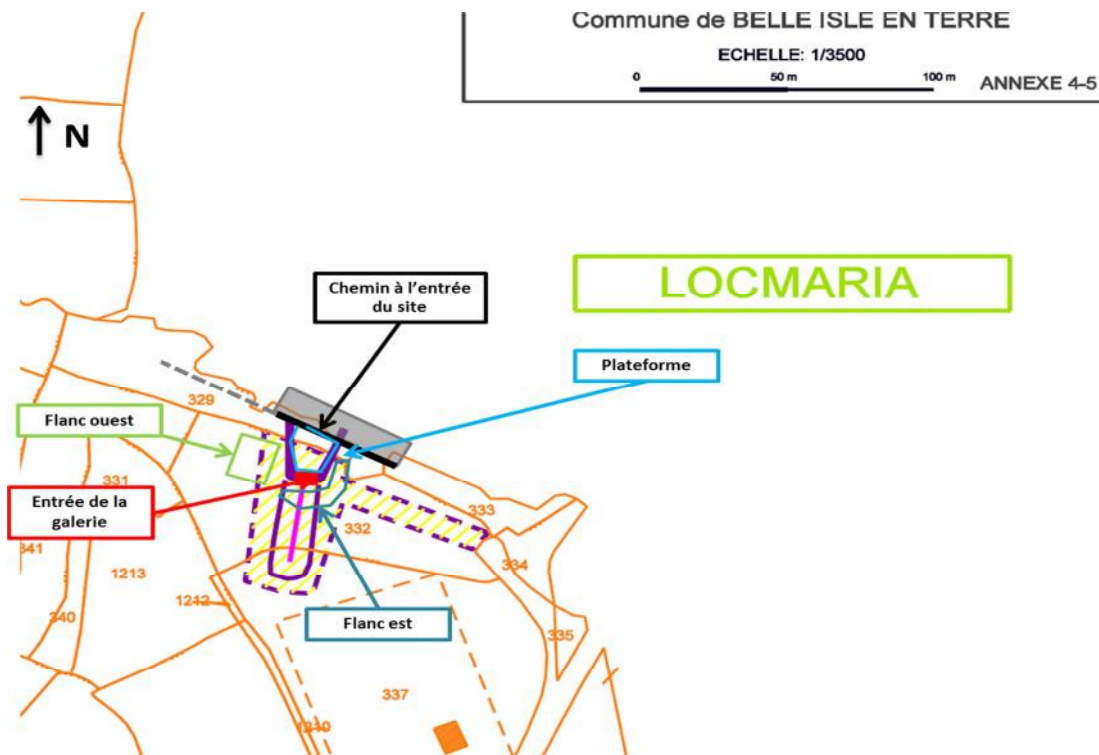 Commune de BELLE ISLE EN TERRE
ECHELLE: 1/3500
0 50 m 100 m
ANNEXE 4-5
N
LOCMARIA
Chemin à l’entrée
du site
Plateforme
329
Flanc ouest
331
Entrée de la
galerie
332
333
341
1213
334
1212
340
Flanc est
335
337
1210